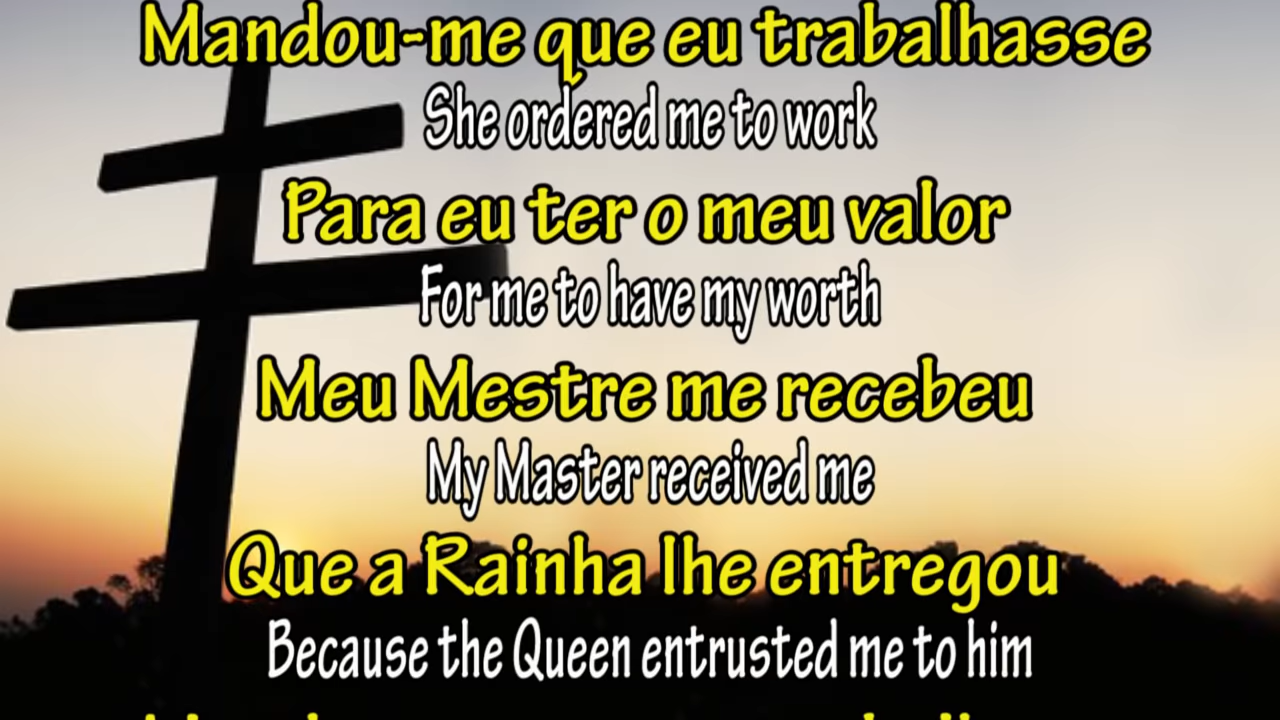 Mandou-me que eu trabalhasse
She ordered me to work
Para eu ter o meu valor
For me to have my worth
Meu Mestre me recebeu
My Master received me
Que a Rainha lhe entregou
Because the Queen entrusted me to him